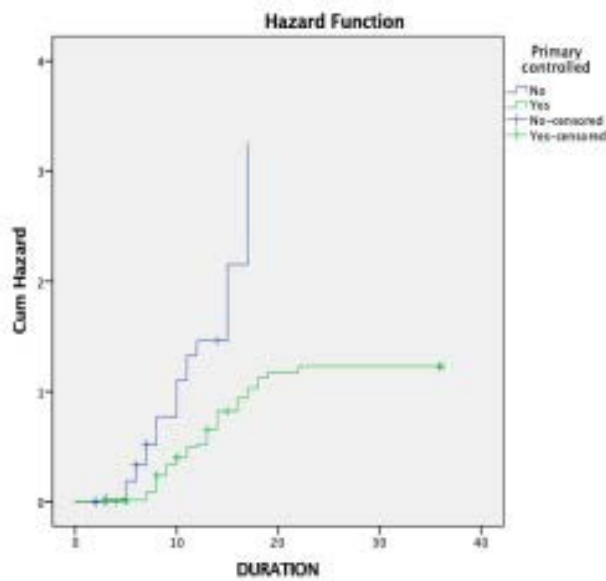 Hazard Function
Primary
controlled
No
Yes
No-censored
Yes-censored
Cum Hazard
4
3
2
1
0
0
10
20
30
40
DURATION